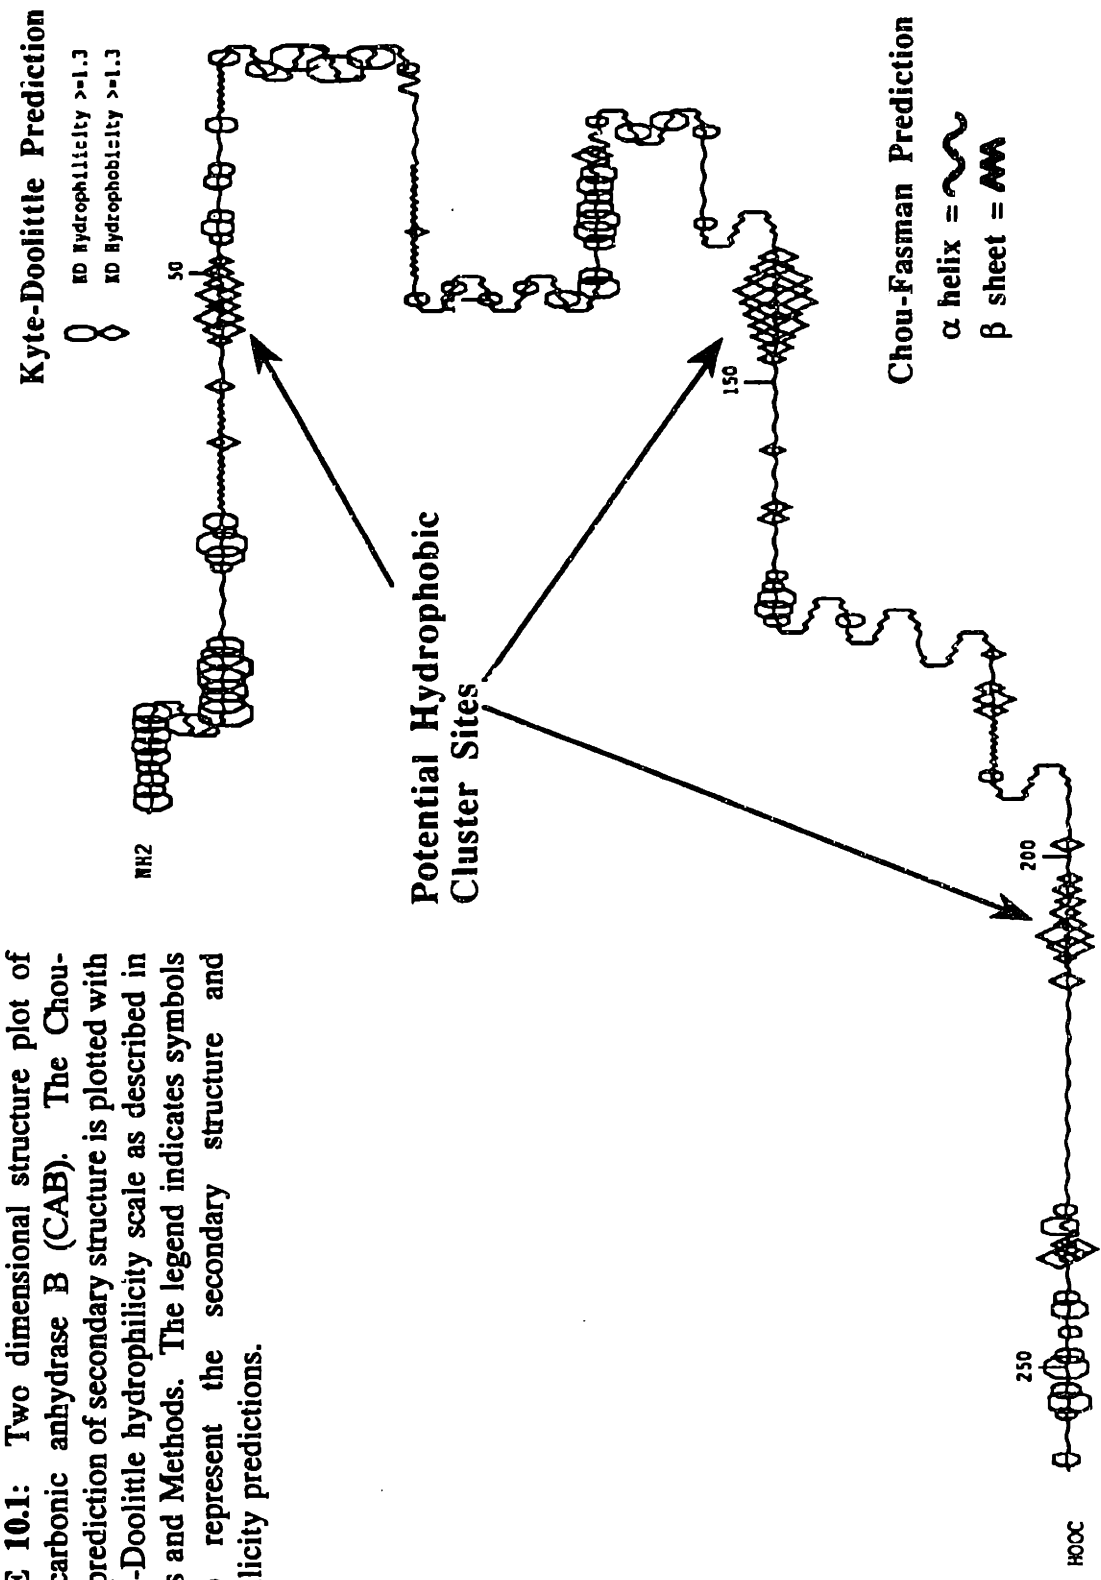 E 10.1: Two dimensional structure plot of
carbonic anhydrase B (CAB). The Chou-
prediction of secondary structure is plotted with
-Doolittle hydrophilicity scale as described in
s and Methods. The legend indicates symbols
represent the secondary structure and
licity predictions.
Kyte-Doolittle Prediction
KD Hydrophilicity >=1.3
KD Hydrophobicity >=1.3
NH2
50
Potential Hydrophobic
Cluster Sites
150
Chou-Fasman Prediction
α helix =
β sheet =
200
250
HOOC